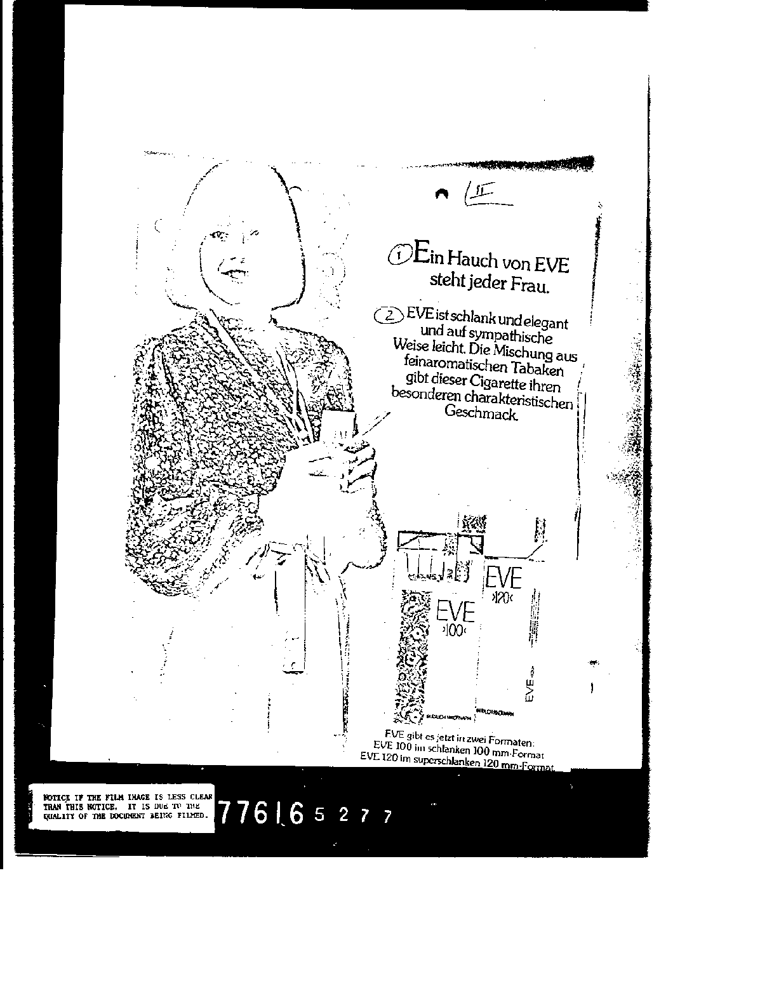 II
1 Ein Hauch von EVE
steht jeder Frau.
2 EVE ist schlank und elegant
und auf sympathische
Weise leicht. Die Mischung aus
feinaromatischen Tabaken
gibt dieser Cigarette ihren
besonderen charakteristischen
Geschmack.
EVE
›120‹
EVE
›100‹
EVE
EVE gibt es jetzt in zwei Formaten:
EVE 100 im schlanken 100 mm-Format
EVE 120 im superschlanken 120 mm-Format
NOTICE IF THE FILM IMAGE IS LESS CLEAR
THAN THIS NOTICE. IT IS DUE TO THE
QUALITY OF THE DOCUMENT BEING FILMED.
77616 5277